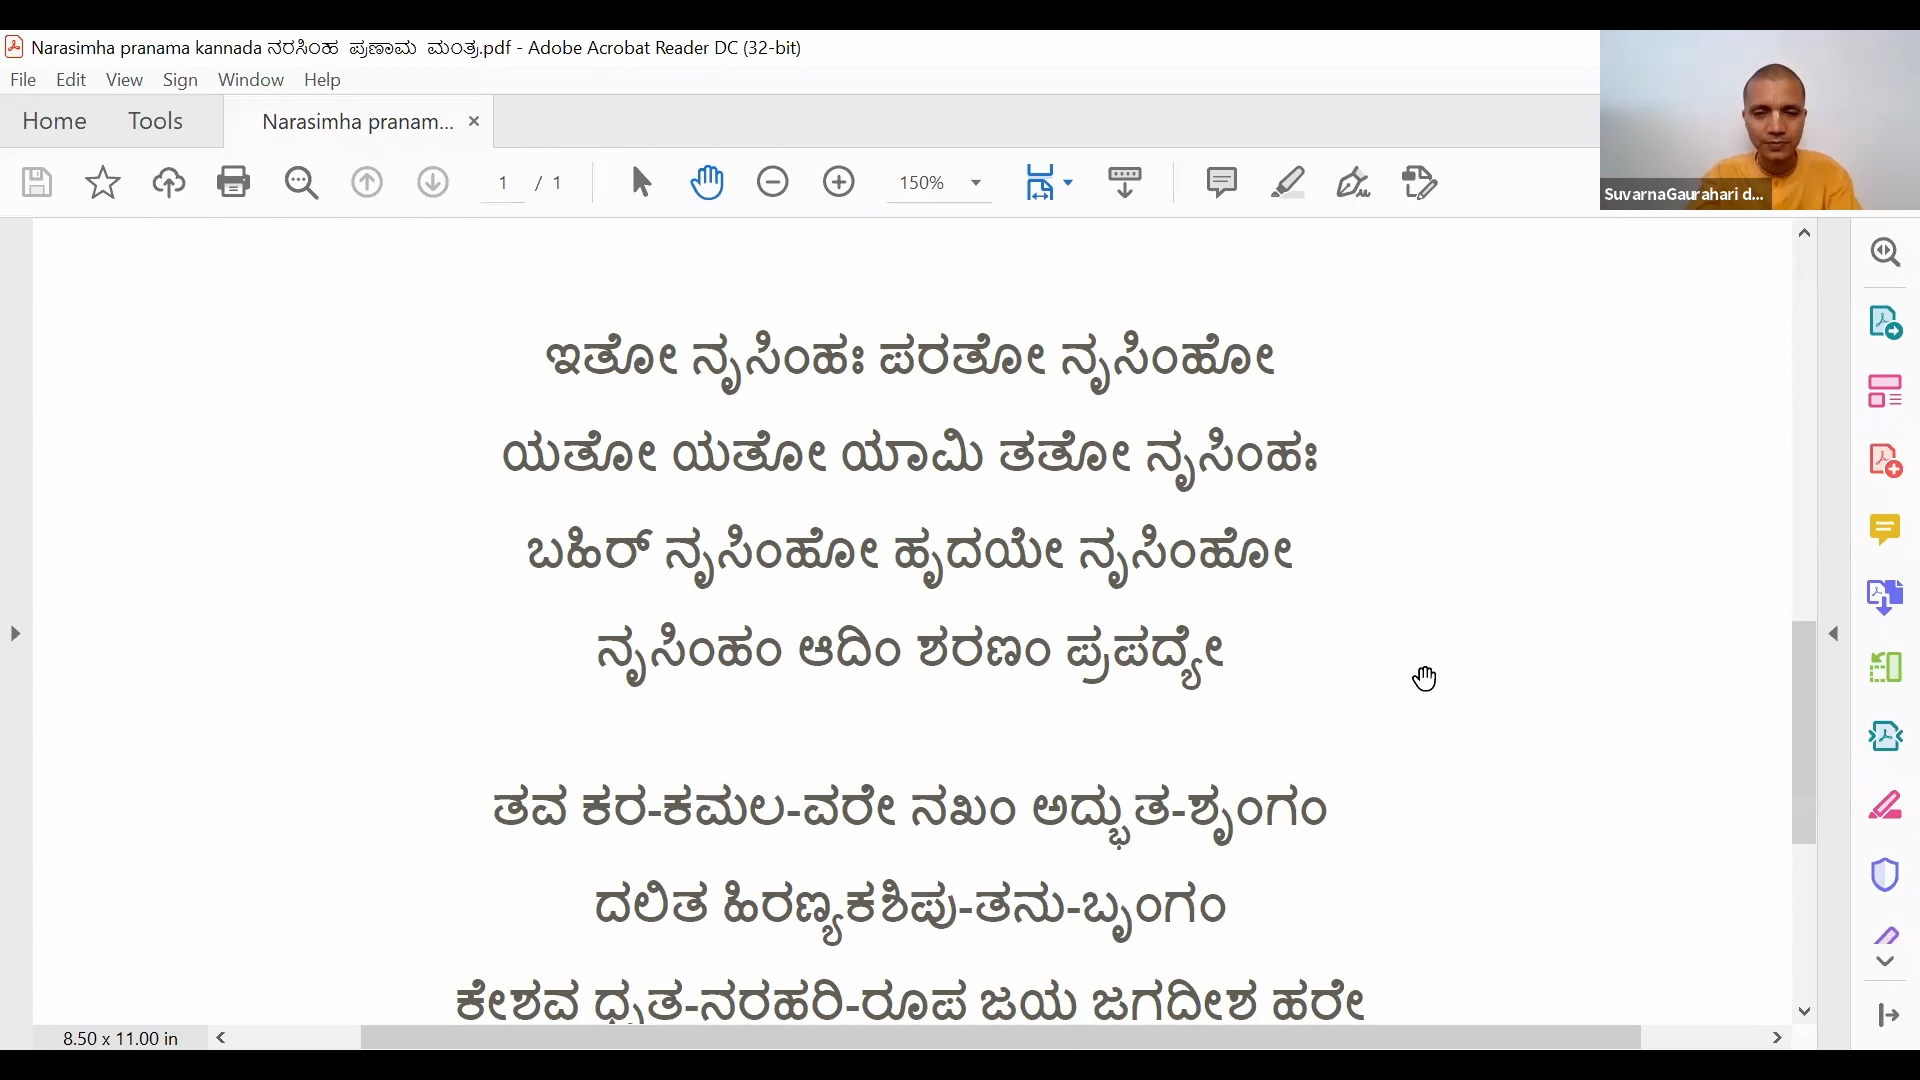 Narasimha pranama kannada ನರಸಿಂಹ ಪ್ರಣಾಮ ಮಂತ್ರ.pdf - Adobe Acrobat Reader DC (32-bit)
File Edit View Sign Window Help
Home Tools Narasimha pranam... ×
1 / 1 150%
SuvarnaGaurahari d...
ಇತೋ ನೃಸಿಂಹಃ ಪರತೋ ನೃಸಿಂಹೋ
ಯತೋ ಯತೋ ಯಾಮಿ ತತೋ ನೃಸಿಂಹಃ
ಬಹಿರ್ ನೃಸಿಂಹೋ ಹೃದಯೇ ನೃಸಿಂಹೋ
ನೃಸಿಂಹಂ ಆದಿಂ ಶರಣಂ ಪ್ರಪದ್ಯೇ
ತವ ಕರ-ಕಮಲ-ವರೇ ನಖಂ ಅದ್ಭುತ-ಶೃಂಗಂ
ದಲಿತ ಹಿರಣ್ಯಕಶಿಪು-ತನು-ಬೃಂಗಂ
ಕೇಶವ ಧೃತ-ನರಹರಿ-ರೂಪ ಜಯ ಜಗದೀಶ ಹರೇ
8.50 x 11.00 in